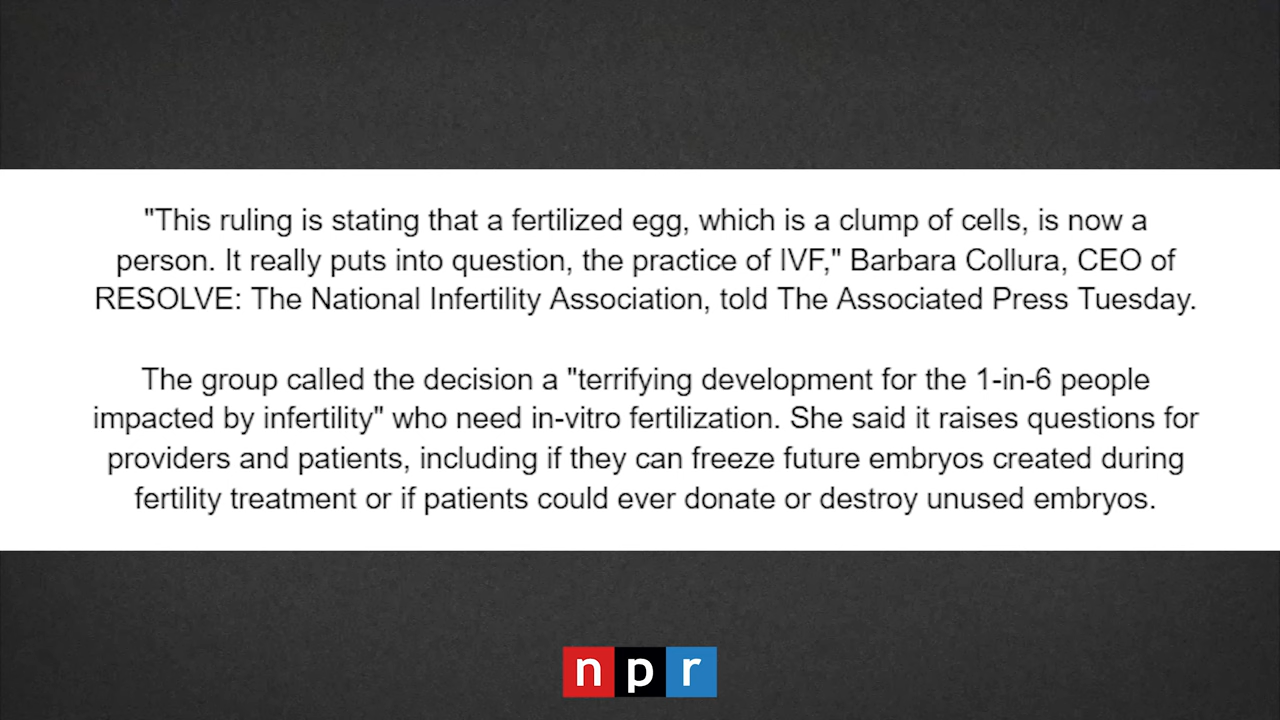 "This ruling is stating that a fertilized egg, which is a clump of cells, is now a
person. It really puts into question, the practice of IVF," Barbara Collura, CEO of
RESOLVE: The National Infertility Association, told The Associated Press Tuesday.
The group called the decision a "terrifying development for the 1-in-6 people
impacted by infertility" who need in-vitro fertilization. She said it raises questions for
providers and patients, including if they can freeze future embryos created during
fertility treatment or if patients could ever donate or destroy unused embryos.
npr